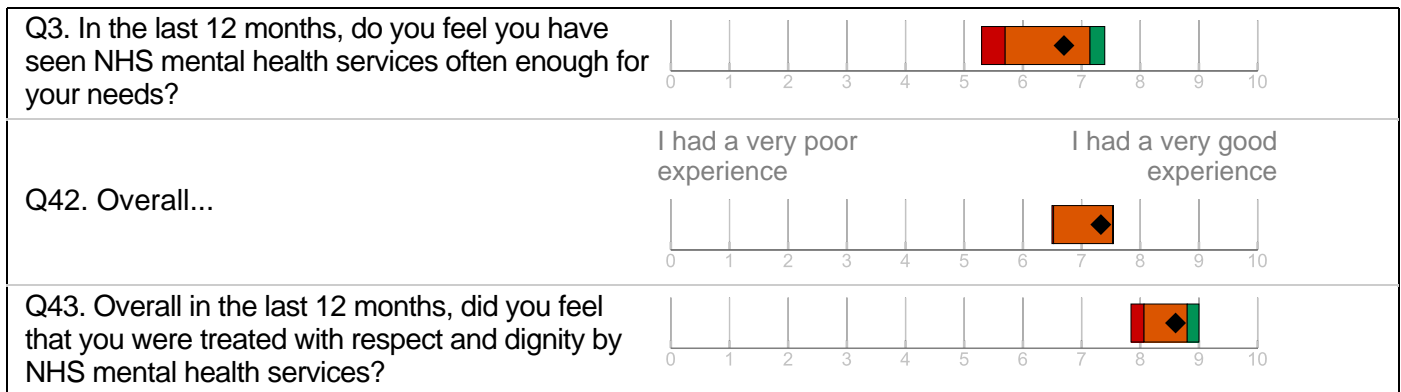 Q3. In the last 12 months, do you feel you have
seen NHS mental health services often enough for
your needs?
0 1 2 3 4 5 6 7 8 9 10
I had a very poor
experience
I had a very good
experience
Q42. Overall...
0 1 2 3 4 5 6 7 8 9 10
Q43. Overall in the last 12 months, did you feel
that you were treated with respect and dignity by
NHS mental health services?
0 1 2 3 4 5 6 7 8 9 10